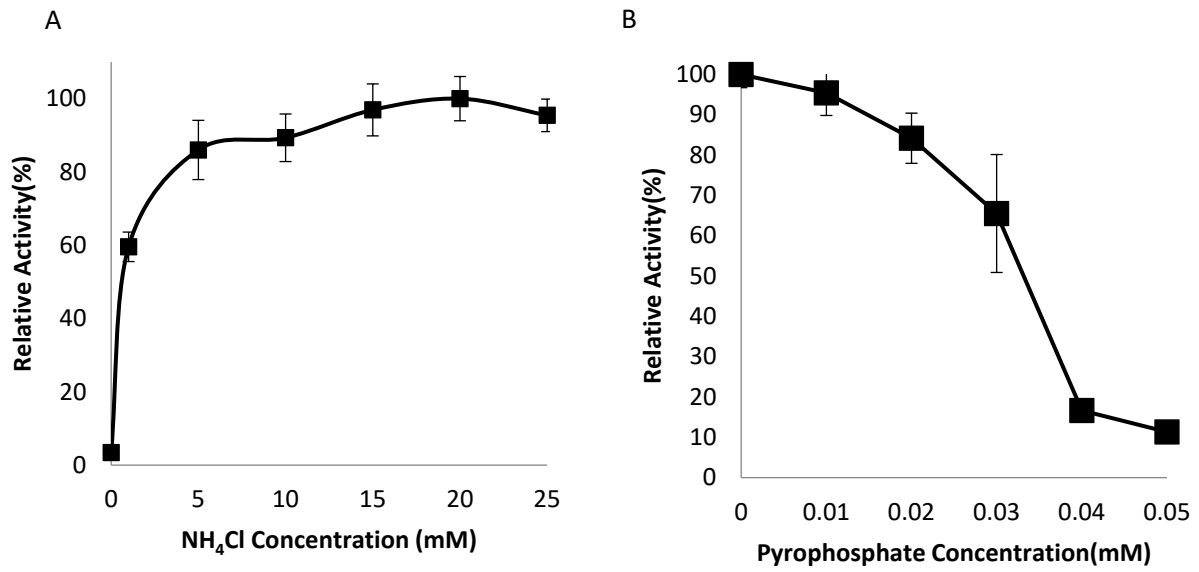 A
Relative Activity(%)
100
80
60
40
20
0
0 5 10 15 20 25
NH₄Cl Concentration (mM)
B
Relative Activity(%)
100
90
80
70
60
50
40
30
20
10
0
0 0.01 0.02 0.03 0.04 0.05
Pyrophosphate Concentration(mM)